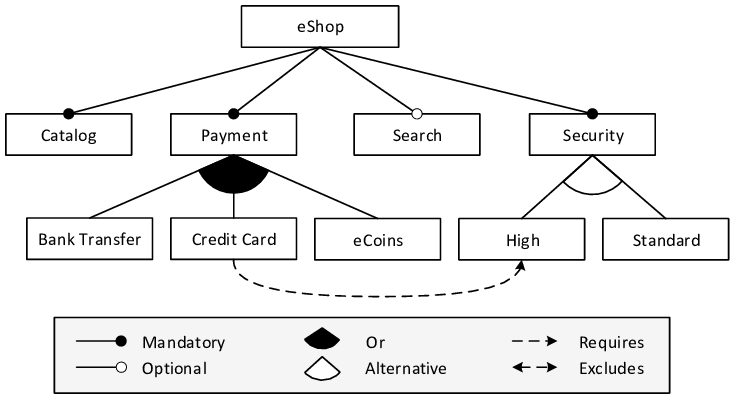 eShop
Catalog
Payment
Search
Security
Bank Transfer
Credit Card
eCoins
High
Standard
Mandatory
Or
Requires
Optional
Alternative
Excludes